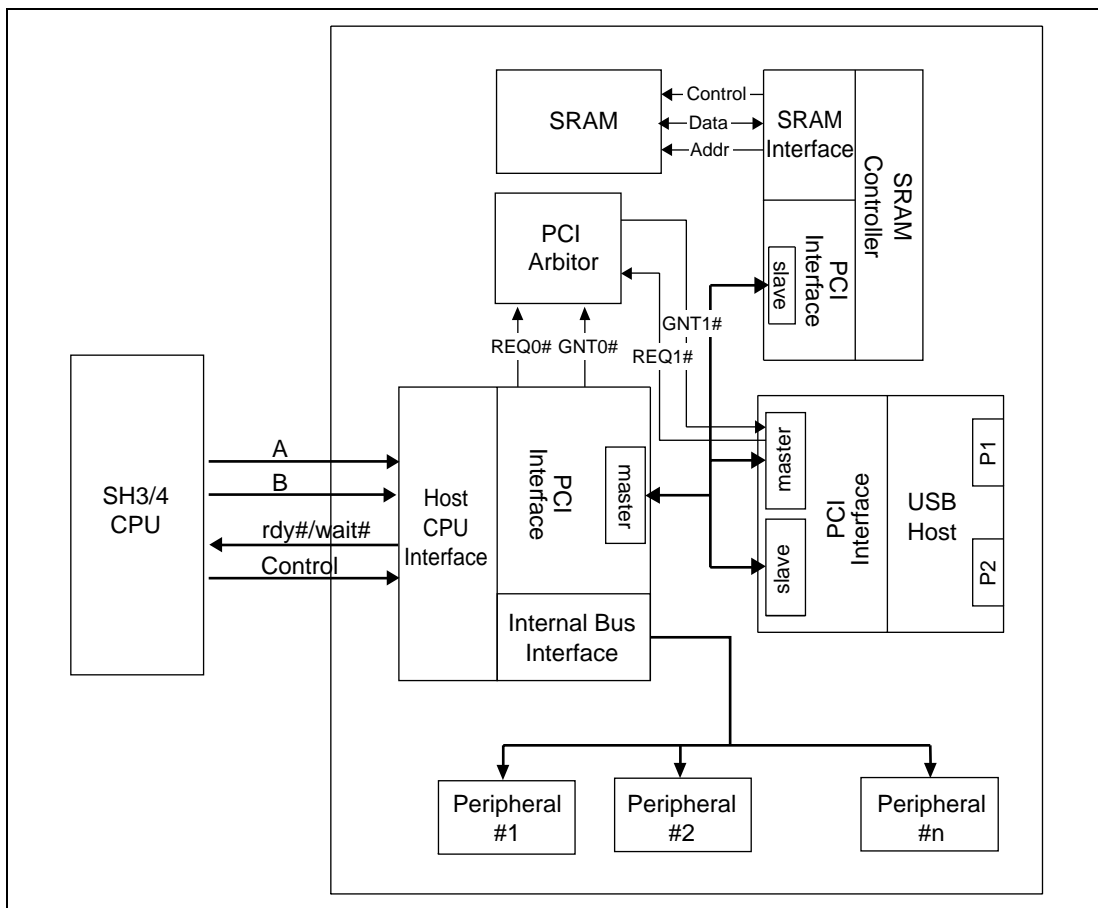 SRAM
Control
Data
Addr
SRAM
Interface
SRAM
Controller
PCI
Interface
slave
PCI
Arbitor
GNT1#
REQ0#
GNT0#
REQ1#
SH3/4
CPU
A
B
rdy#/wait#
Control
Host
CPU
Interface
PCI
Interface
master
master
slave
PCI
Interface
USB
Host
P1
P2
Internal Bus
Interface
Peripheral
#1
Peripheral
#2
Peripheral
#n